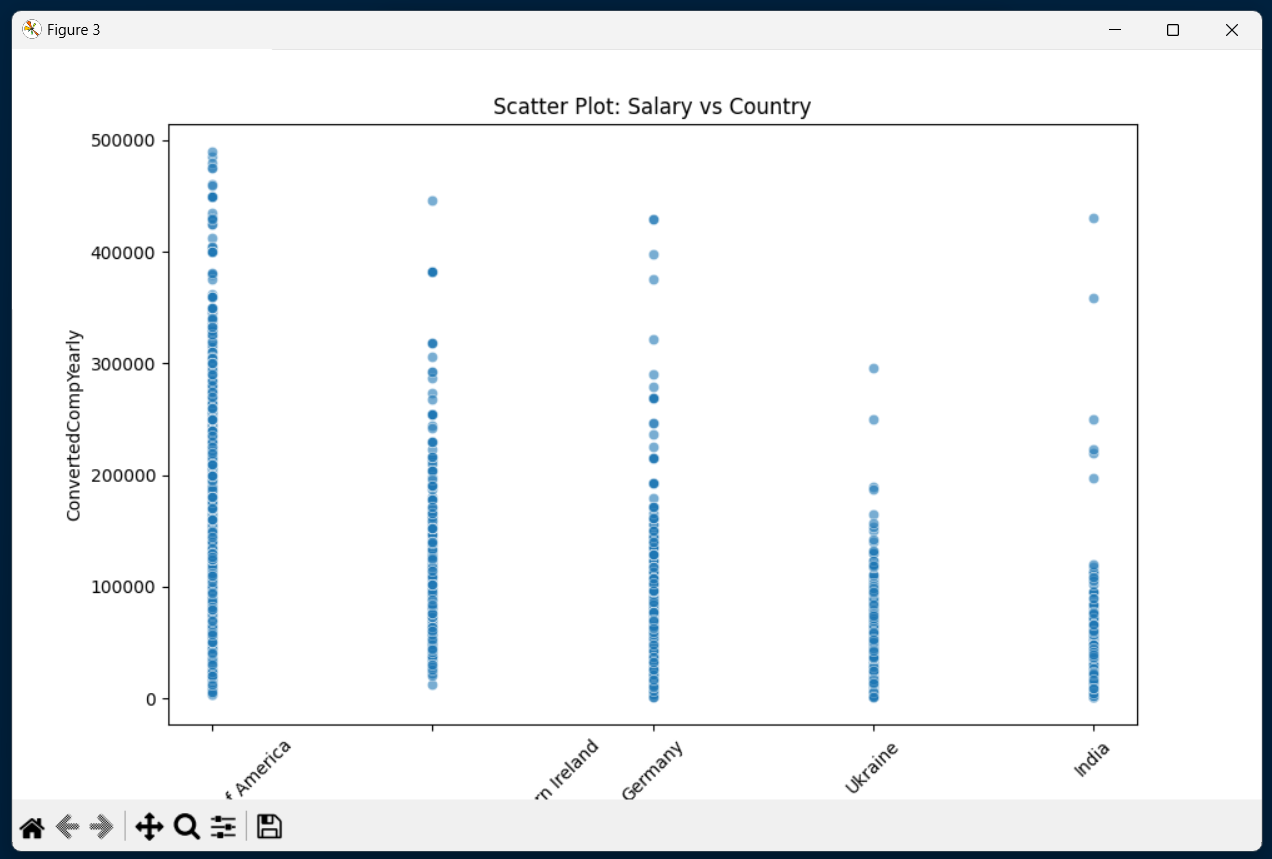 Figure 3
Scatter Plot: Salary vs Country
500000
400000
300000
200000
100000
0
ConvertedCompYearly
America
Ireland
Germany
Ukraine
India